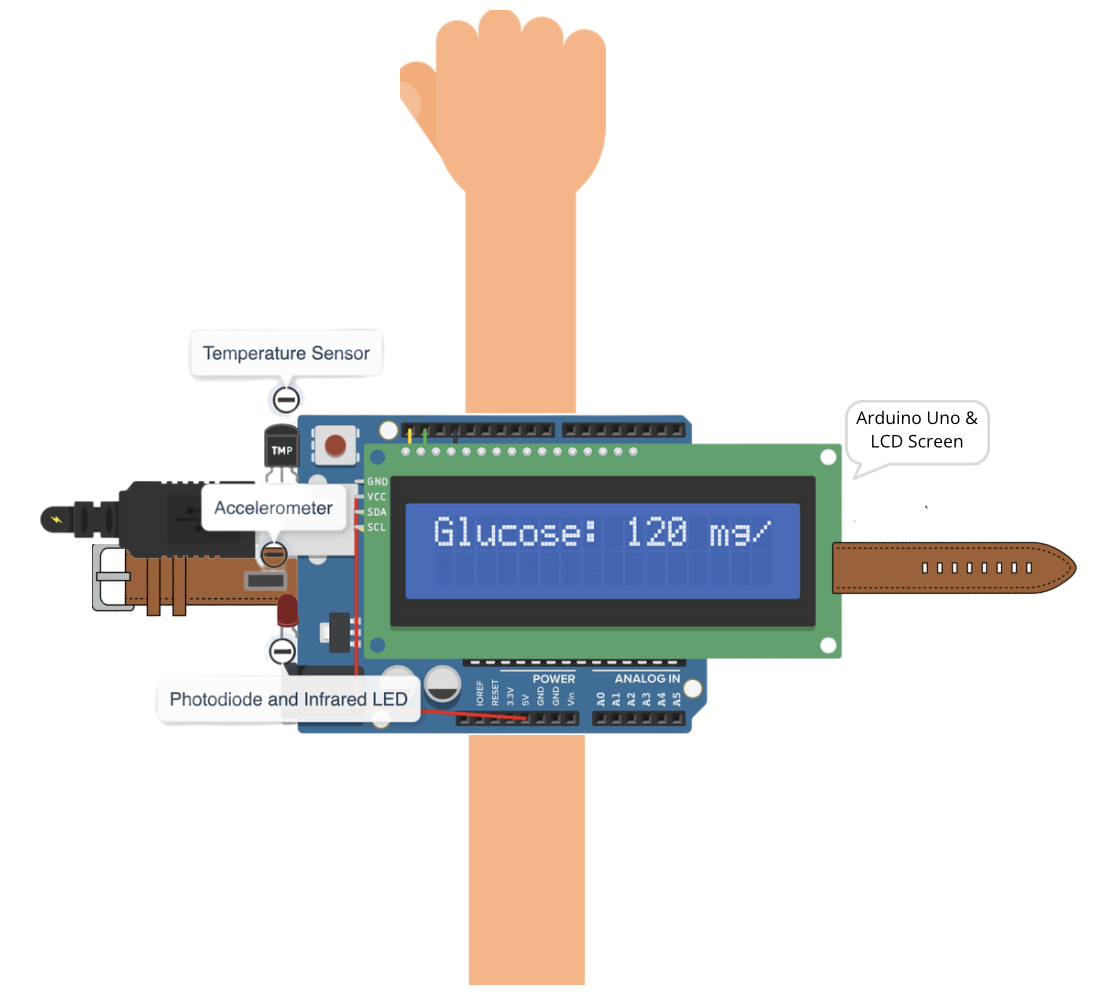 Temperature Sensor
Arduino Uno &
LCD Screen
TMP
GND
VCC
SDA
SCL
Accelerometer
Glucose: 120 mg/
Photodiode and Infrared LED
POWER
ANALOG IN
IOREF
RESET
3.3V
5V
GND
GND
Vin
A0
A1
A2
A3
A4
A5